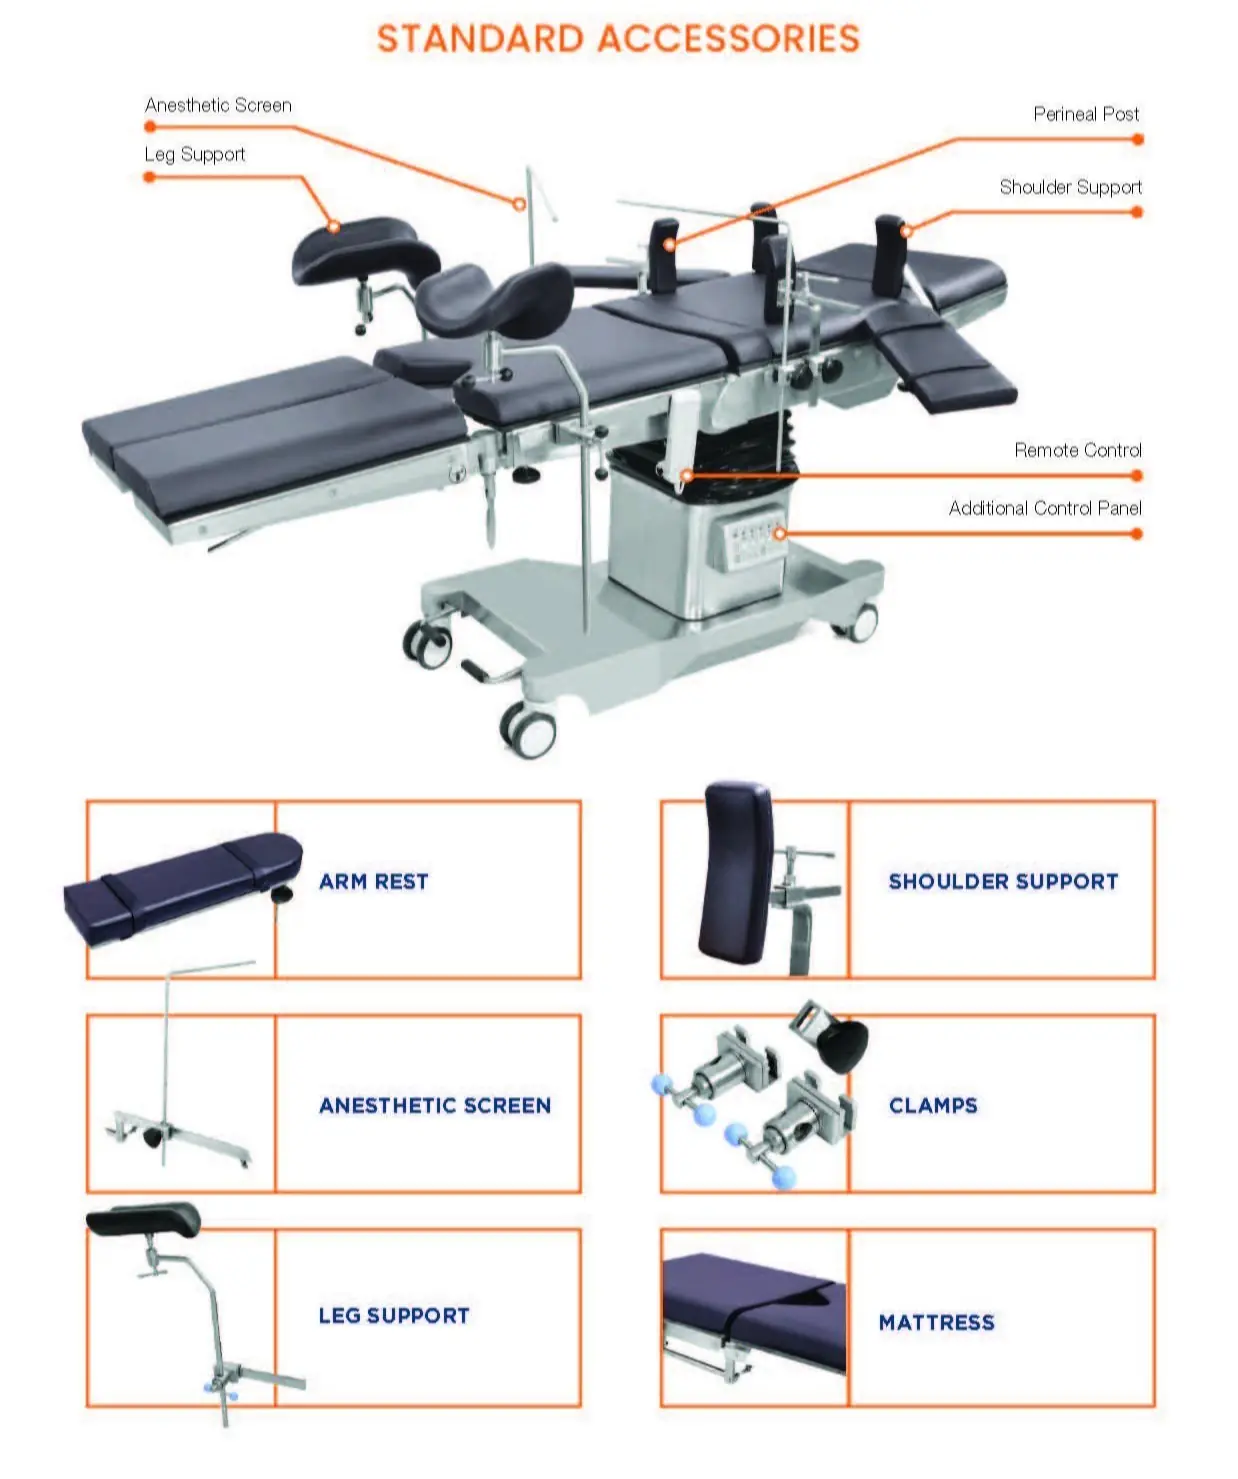 STANDARD ACCESSORIES
Anesthetic Screen
Leg Support
Perineal Post
Shoulder Support
Remote Control
Additional Control Panel
ARM REST
SHOULDER SUPPORT
ANESTHETIC SCREEN
CLAMPS
LEG SUPPORT
MATTRESS